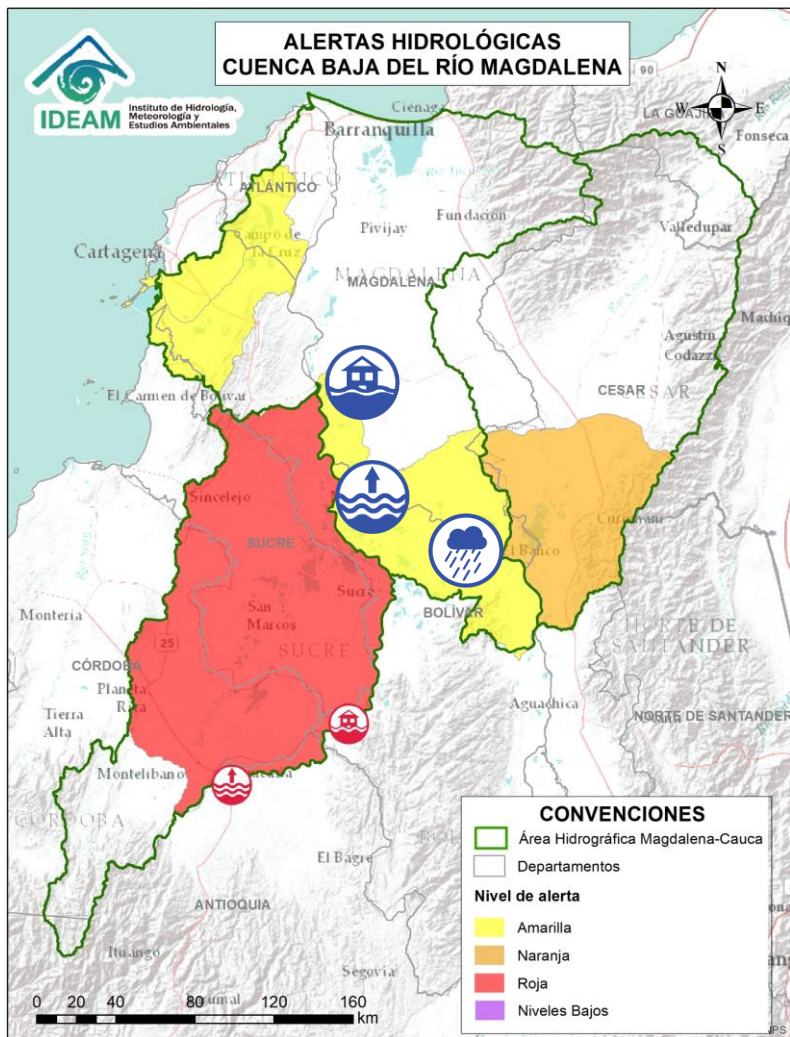 ALERTAS HIDROLÓGICAS
CUENCA BAJA DEL RÍO MAGDALENA
IDEAM
Instituto de Hidrología,
Meteorología y
Estudios Ambientales
N
W E
S
90
Ciénaga
LA GUAJIRA
Fonseca
Barranquilla
ATLÁNTICO
Fundación
Pivijay
Valledupar
Campo de
la Cruz
Cartagena
MAGDALENA
MAGDALENA
Agustín
Codazzi
El Carmen de Bolívar
CESAR
Sincelejo
SUCRE
El Banco
Sucre
San
Marcos
BOLÍVAR
Montería
SUCRE
NORTE DE
SANTANDER
25
CÓRDOBA
Planeta
Rica
Tierra
Alta
Aguachica
NORTE DE SANTANDER
Montelíbano
CÓRDOBA
El Bagre
ANTIOQUIA
Ituango
Segovia
CONVENCIONES
Área Hidrográfica Magdalena-Cauca
Departamentos
Nivel de alerta
Amarilla
Naranja
Roja
Niveles Bajos
0 20 40 80 120 160
km